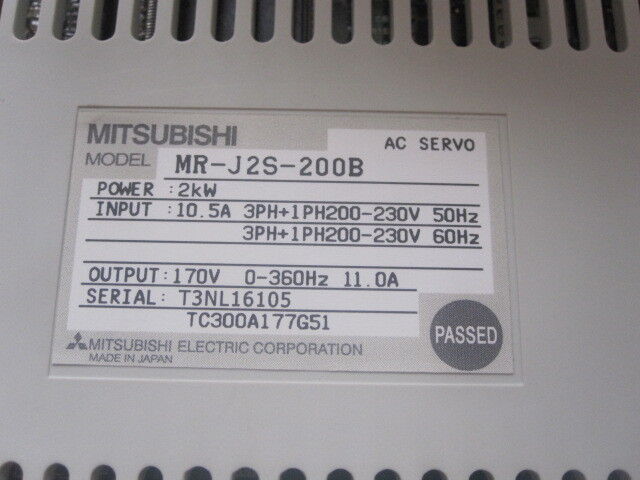 MITSUBISHI
AC SERVO
MODEL MR-J2S-200B
POWER :2kW
INPUT :10.5A 3PH+1PH200-230V 50Hz
3PH+1PH200-230V 60Hz
OUTPUT:170V 0-360Hz 11.0A
SERIAL: T3NL16105
TC300A177G51
PASSED
MITSUBISHI ELECTRIC CORPORATION
MADE IN JAPAN